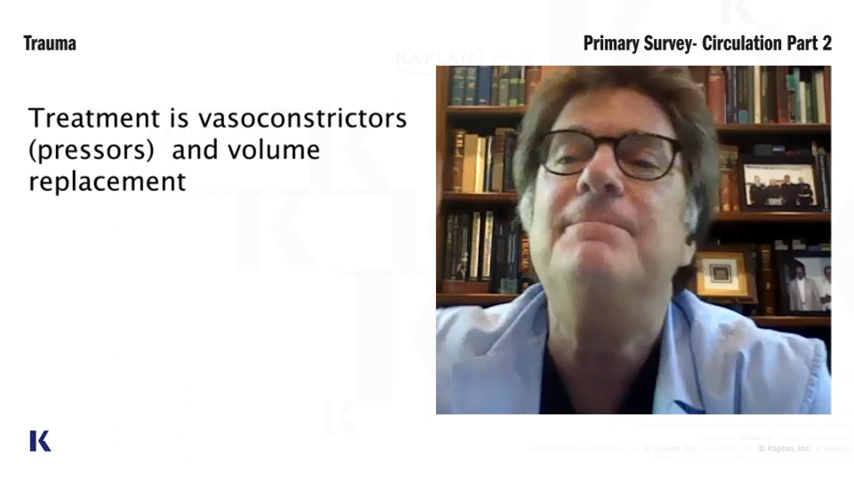 Trauma
Primary Survey- Circulation Part 2
Treatment is vasoconstrictors
(pressors)  and volume
replacement
K
© Kaplan, Inc.